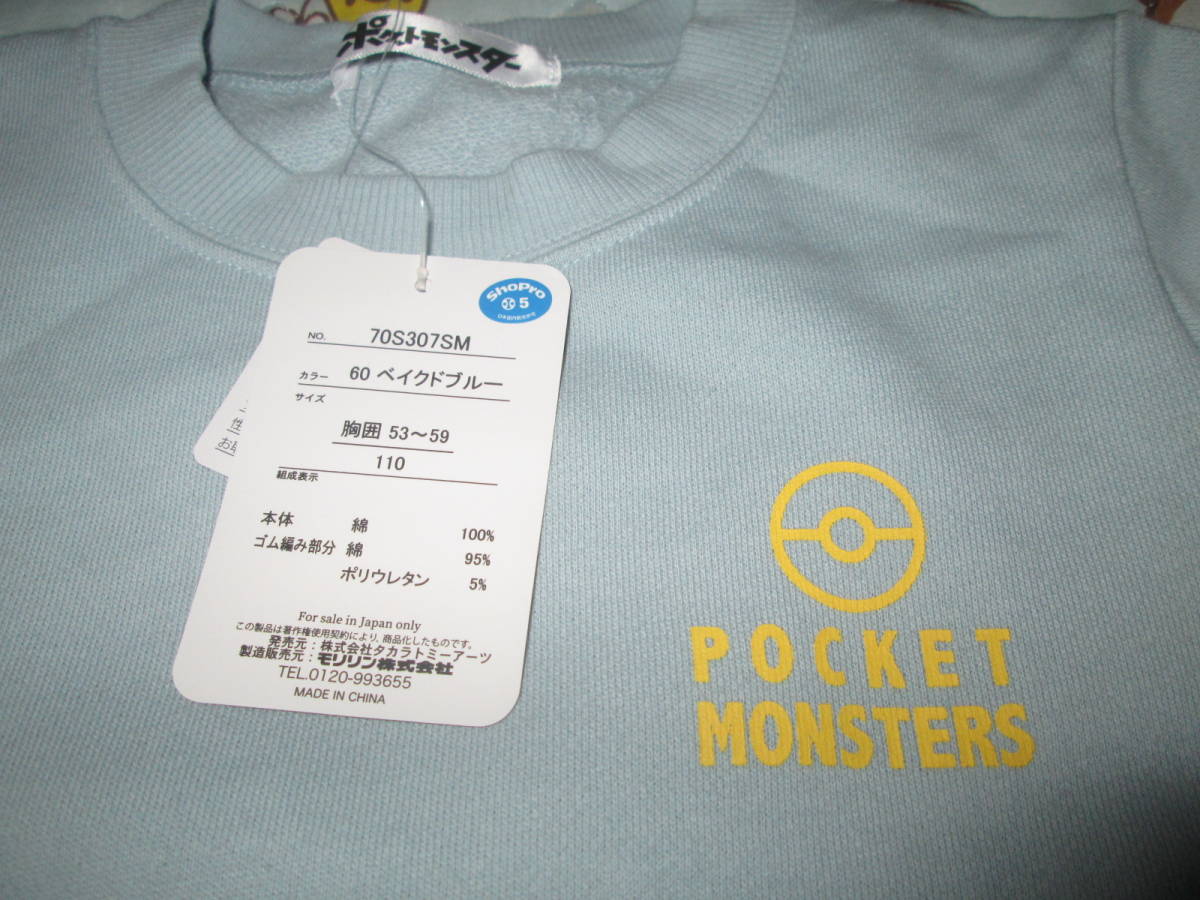 ポケットモンスター
ShoPro
5
NO. 70S307SM
カラー 60 ベイクドブルー
サイズ
胸囲 53～59
110
組成表示
本体 綿 100%
ゴム編み部分 綿 95%
ポリウレタン 5%
For sale in Japan only
この製品は著作権使用契約により、商品化したものです。
発売元：株式会社タカラトミーアーツ
製造販売元：モリリン株式会社
TEL.0120-993655
MADE IN CHINA
性
POCKET
MONSTERS